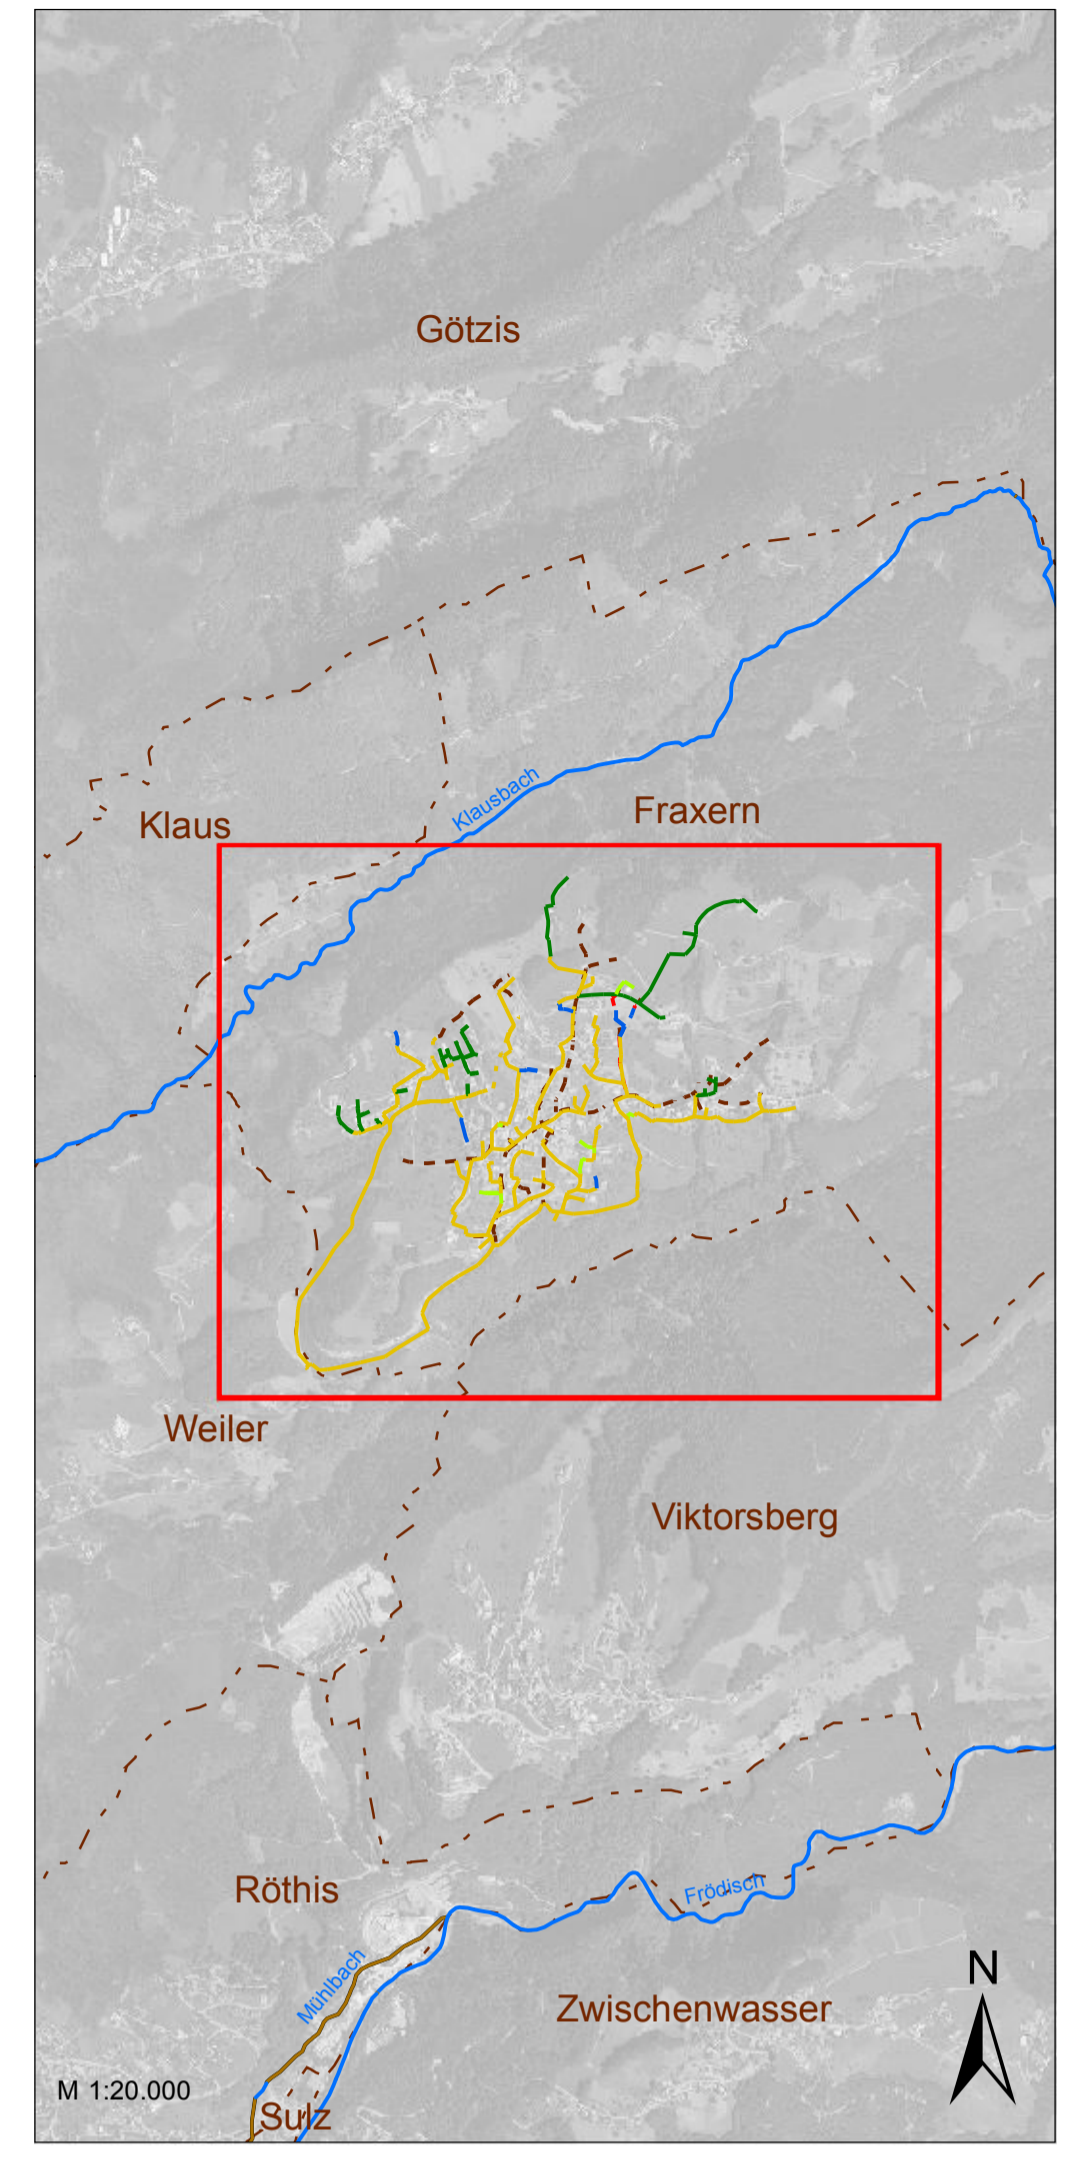 Götzis
Klausbach
Fraxern
Klaus
Weiler
Viktorsberg
Röthis
Frödisch
Mühlbach
N
Zwischenwasser
M 1:20.000
Sulz